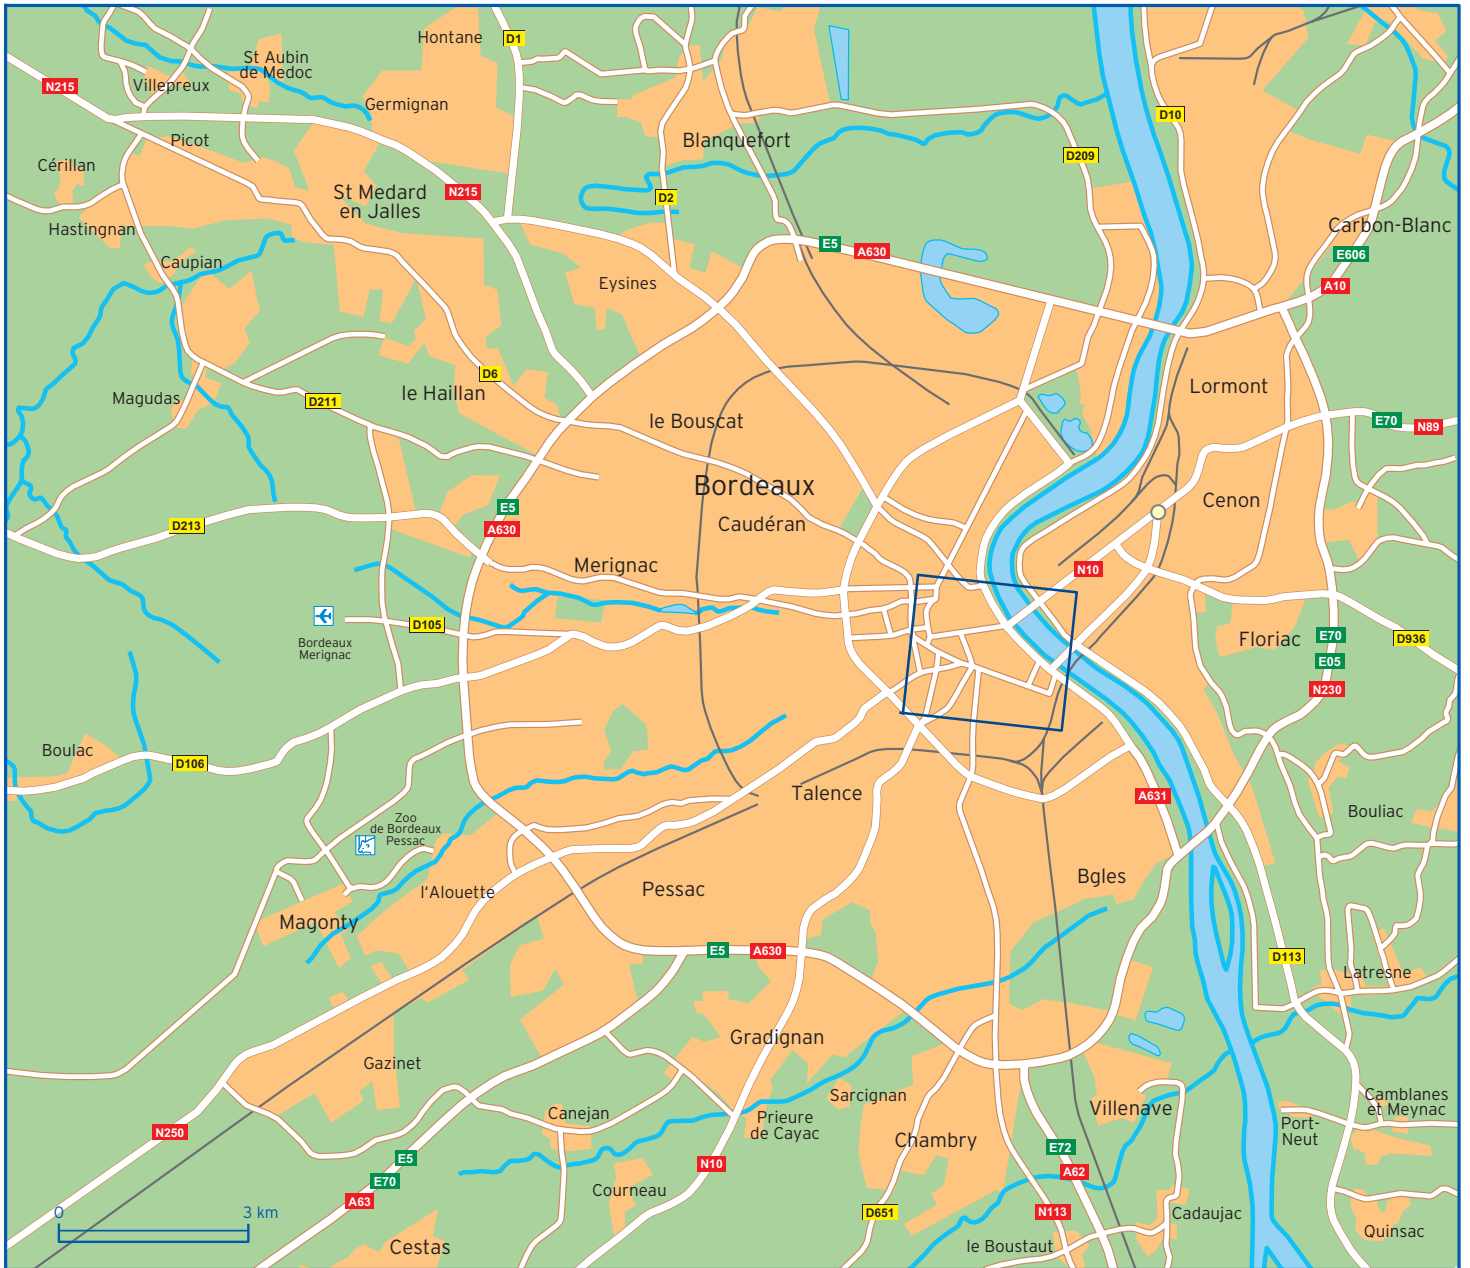 Hontane
D1
St Aubin
de Medoc
N215
Villepreux
Germignan
D10
Picot
Blanquefort
D209
Cérillan
St Medard
en Jalles
N215
D2
Hastingnan
Carbon-Blanc
E5
A630
E606
Caupian
Eysines
A10
D6
Lormont
Magudas
D211
le Haillan
le Bouscat
E70
N89
Bordeaux
Caudéran
Cenon
E5
A630
D213
Merignac
N10
Bordeaux
Merignac
D105
Floriac
E70
E05
N230
D936
Boulac
D106
Talence
A631
Bouliac
Zoo
de Bordeaux
Pessac
l'Alouette
Pessac
Bgles
Magonty
E5
A630
D113
Latresne
Gradignan
Gazinet
Sarcignan
Canejan
Prieure
de Cayac
Villenave
Camblanes
et Meynac
Port-
Neut
N250
Chambry
E72
E5
E70
A63
N10
A62
Courneau
D651
N113
Cadaujac
0
3 km
Quinsac
Cestas
le Boustaut